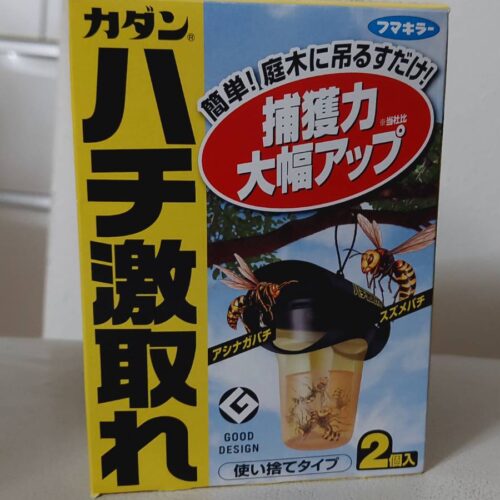 カダン®
ハチ激取れ
フマキラー
簡単!庭木に吊るすだけ!
捕獲力
※当社比
大幅アップ
アシナガバチ
スズメバチ
GOOD
DESIGN
使い捨てタイプ
2個入